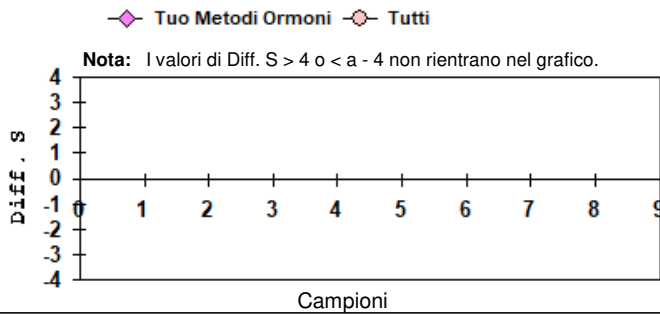 Tuo Metodi Ormoni Tutti
Nota: I valori di Diff. S > 4 o < a - 4 non rientrano nel grafico.
4
3
2
1
0
-1
-2
-3
-4
Diff. S
0 1 2 3 4 5 6 7 8 9
Campioni